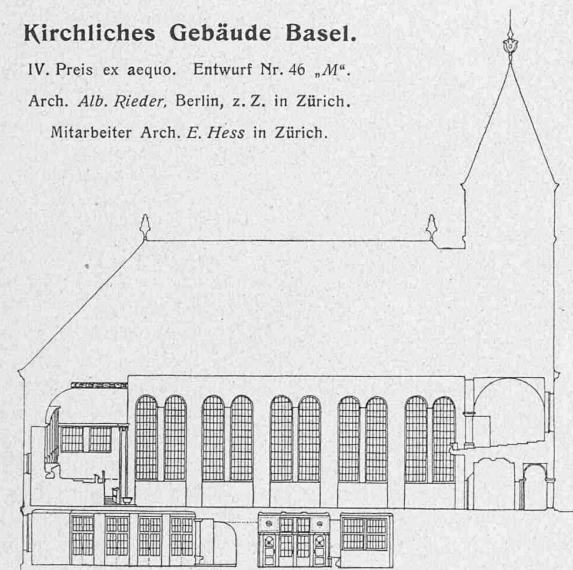 Kirchliches Gebäude Basel.
IV. Preis ex aequo. Entwurf Nr. 46 „M“.
Arch. Alb. Rieder, Berlin, z. Z. in Zürich.
Mitarbeiter Arch. E. Hess in Zürich.